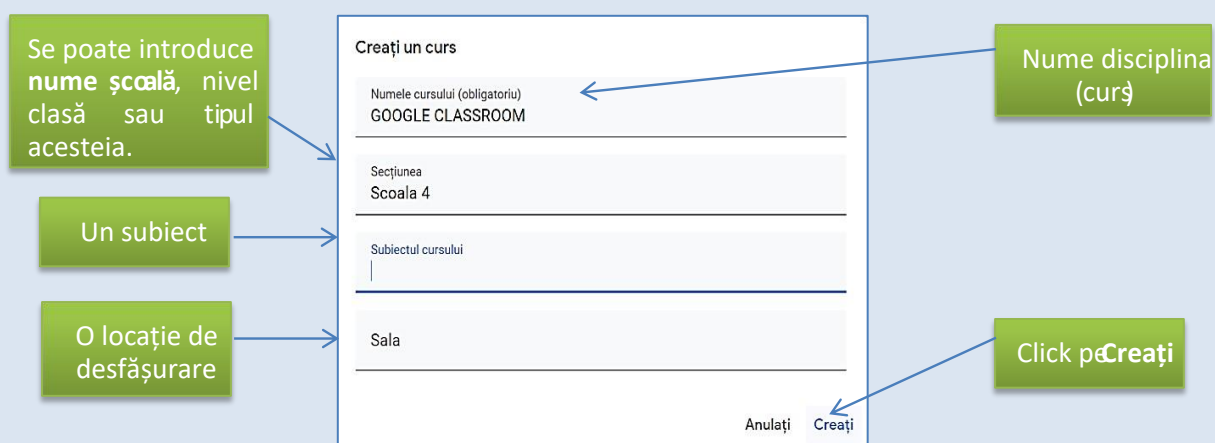 Se poate introduce
nume școală, nivel
clasă sau tipul
acesteia.
Un subiect
O locație de
desfășurare
Creați un curs
Numele cursului (obligatoriu)
GOOGLE CLASSROOM
Secțiunea
Scoala 4
Subiectul cursului
Sala
Anulați Creați
Nume disciplina
(curs)
Click pe Creați